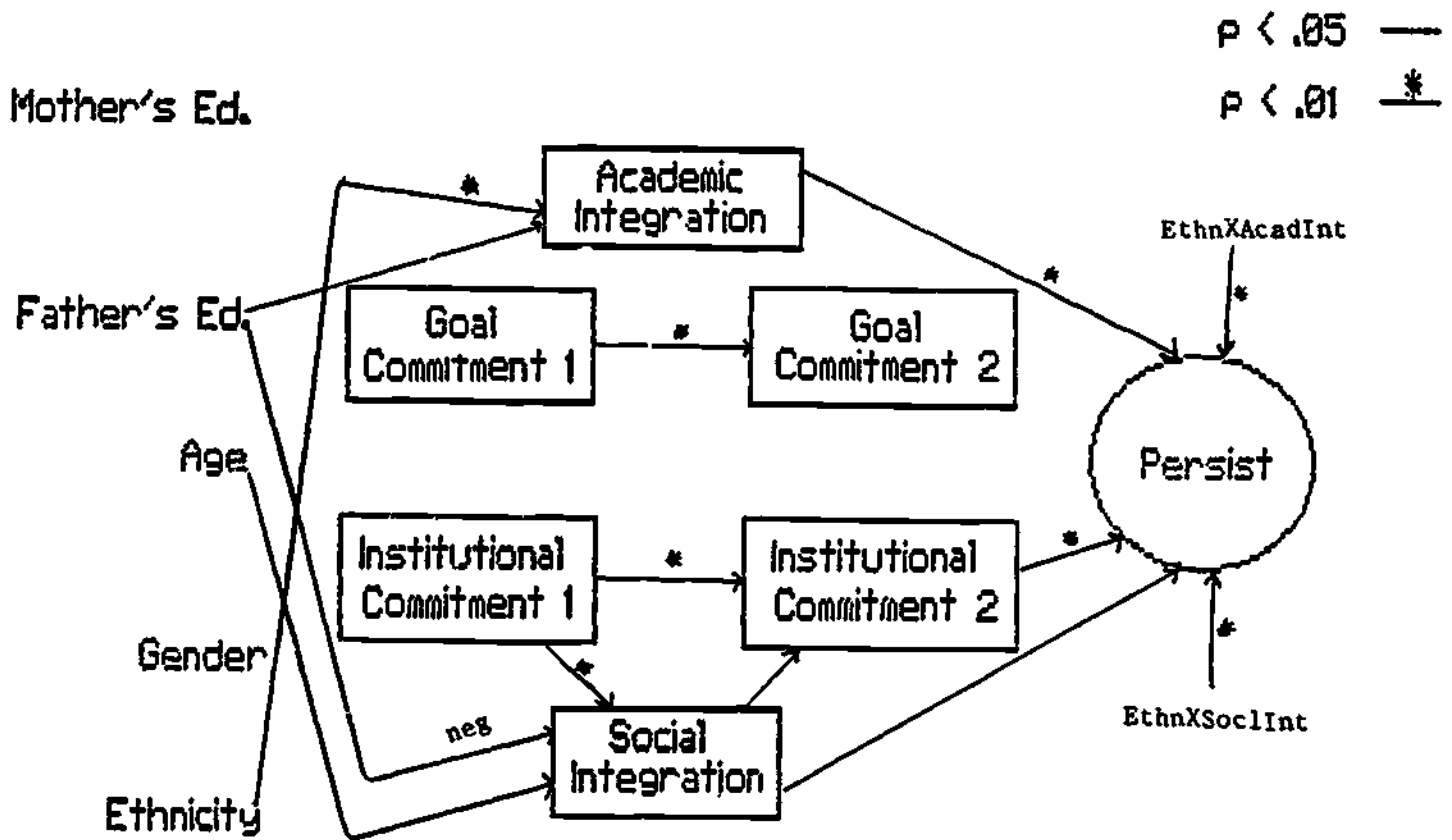 p < .05 —
p < .01 —*—
Mother's Ed.
*
Academic
Integration
EthnXAcadInt
*
*
Father's Ed.
Goal
Commitment 1
*
Goal
Commitment 2
Age
Persist
Institutional
Commitment 1
*
Institutional
Commitment 2
*
Gender
*
*
EthnXSoclInt
neg
Social
Integration
Ethnicity